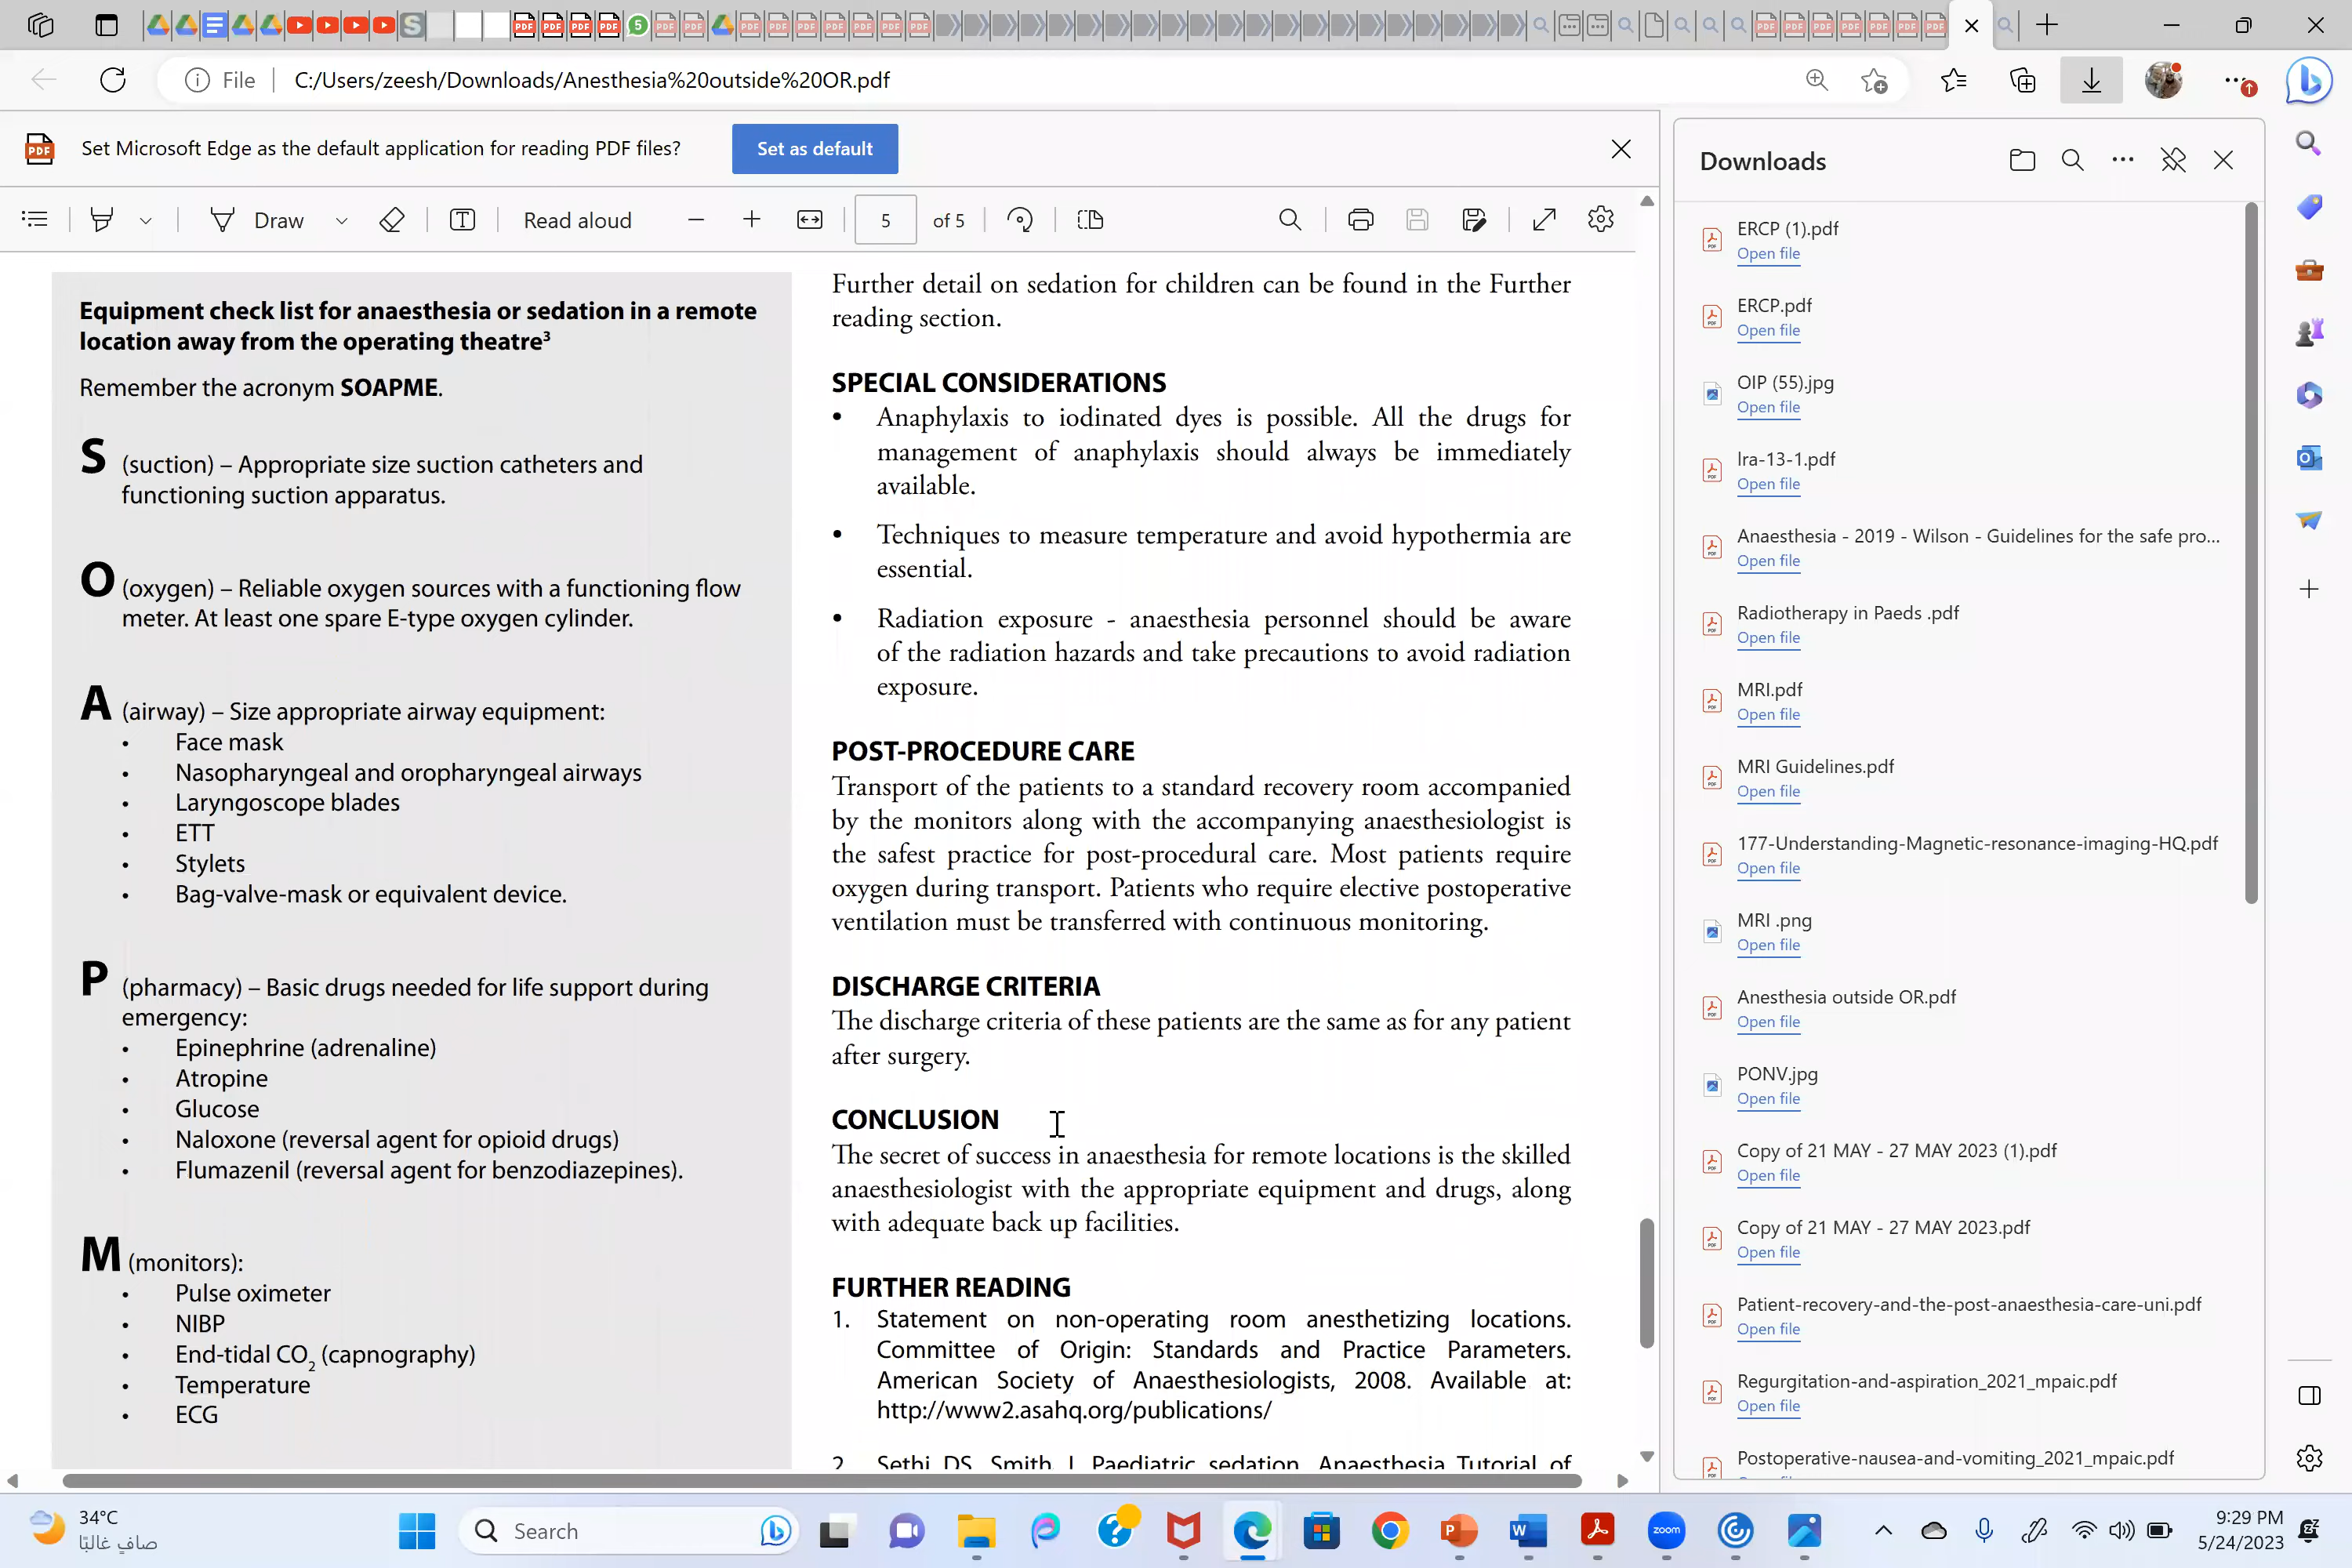 5
File
C:/Users/zeesh/Downloads/Anesthesia%20outside%20OR.pdf
Set Microsoft Edge as the default application for reading PDF files?
Set as default
Draw
Read aloud
5
of 5
Equipment check list for anaesthesia or sedation in a remote
location away from the operating theatre³
Remember the acronym SOAPME.
S (suction) – Appropriate size suction catheters and
functioning suction apparatus.
O (oxygen) – Reliable oxygen sources with a functioning flow
meter. At least one spare E-type oxygen cylinder.
A (airway) – Size appropriate airway equipment:
• Face mask
• Nasopharyngeal and oropharyngeal airways
• Laryngoscope blades
• ETT
• Stylets
• Bag-valve-mask or equivalent device.
P (pharmacy) – Basic drugs needed for life support during
emergency:
• Epinephrine (adrenaline)
• Atropine
• Glucose
• Naloxone (reversal agent for opioid drugs)
• Flumazenil (reversal agent for benzodiazepines).
M (monitors):
• Pulse oximeter
• NIBP
• End-tidal CO₂ (capnography)
• Temperature
• ECG
Further detail on sedation for children can be found in the Further
reading section.
SPECIAL CONSIDERATIONS
• Anaphylaxis to iodinated dyes is possible. All the drugs for
management of anaphylaxis should always be immediately
available.
• Techniques to measure temperature and avoid hypothermia are
essential.
• Radiation exposure - anaesthesia personnel should be aware
of the radiation hazards and take precautions to avoid radiation
exposure.
POST-PROCEDURE CARE
Transport of the patients to a standard recovery room accompanied
by the monitors along with the accompanying anaesthesiologist is
the safest practice for post-procedural care. Most patients require
oxygen during transport. Patients who require elective postoperative
ventilation must be transferred with continuous monitoring.
DISCHARGE CRITERIA
The discharge criteria of these patients are the same as for any patient
after surgery.
CONCLUSION
The secret of success in anaesthesia for remote locations is the skilled
anaesthesiologist with the appropriate equipment and drugs, along
with adequate back up facilities.
FURTHER READING
1. Statement on non-operating room anesthetizing locations.
Committee of Origin: Standards and Practice Parameters.
American Society of Anaesthesiologists, 2008. Available at:
http://www2.asahq.org/publications/
2. Sethi DS, Smith J. Paediatric sedation. Anaesthesia Tutorial of
Downloads
ERCP (1).pdf
Open file
ERCP.pdf
Open file
OIP (55).jpg
Open file
Ira-13-1.pdf
Open file
Anaesthesia - 2019 - Wilson - Guidelines for the safe pro...
Open file
Radiotherapy in Paeds .pdf
Open file
MRI.pdf
Open file
MRI Guidelines.pdf
Open file
177-Understanding-Magnetic-resonance-imaging-HQ.pdf
Open file
MRI .png
Open file
Anesthesia outside OR.pdf
Open file
PONV.jpg
Open file
Copy of 21 MAY - 27 MAY 2023 (1).pdf
Open file
Copy of 21 MAY - 27 MAY 2023.pdf
Open file
Patient-recovery-and-the-post-anaesthesia-care-uni.pdf
Open file
Regurgitation-and-aspiration_2021_mpaic.pdf
Open file
Postoperative-nausea-and-vomiting_2021_mpaic.pdf
34°C
صافٍ غالبًا
Search
zoom
9:29 PM
5/24/2023